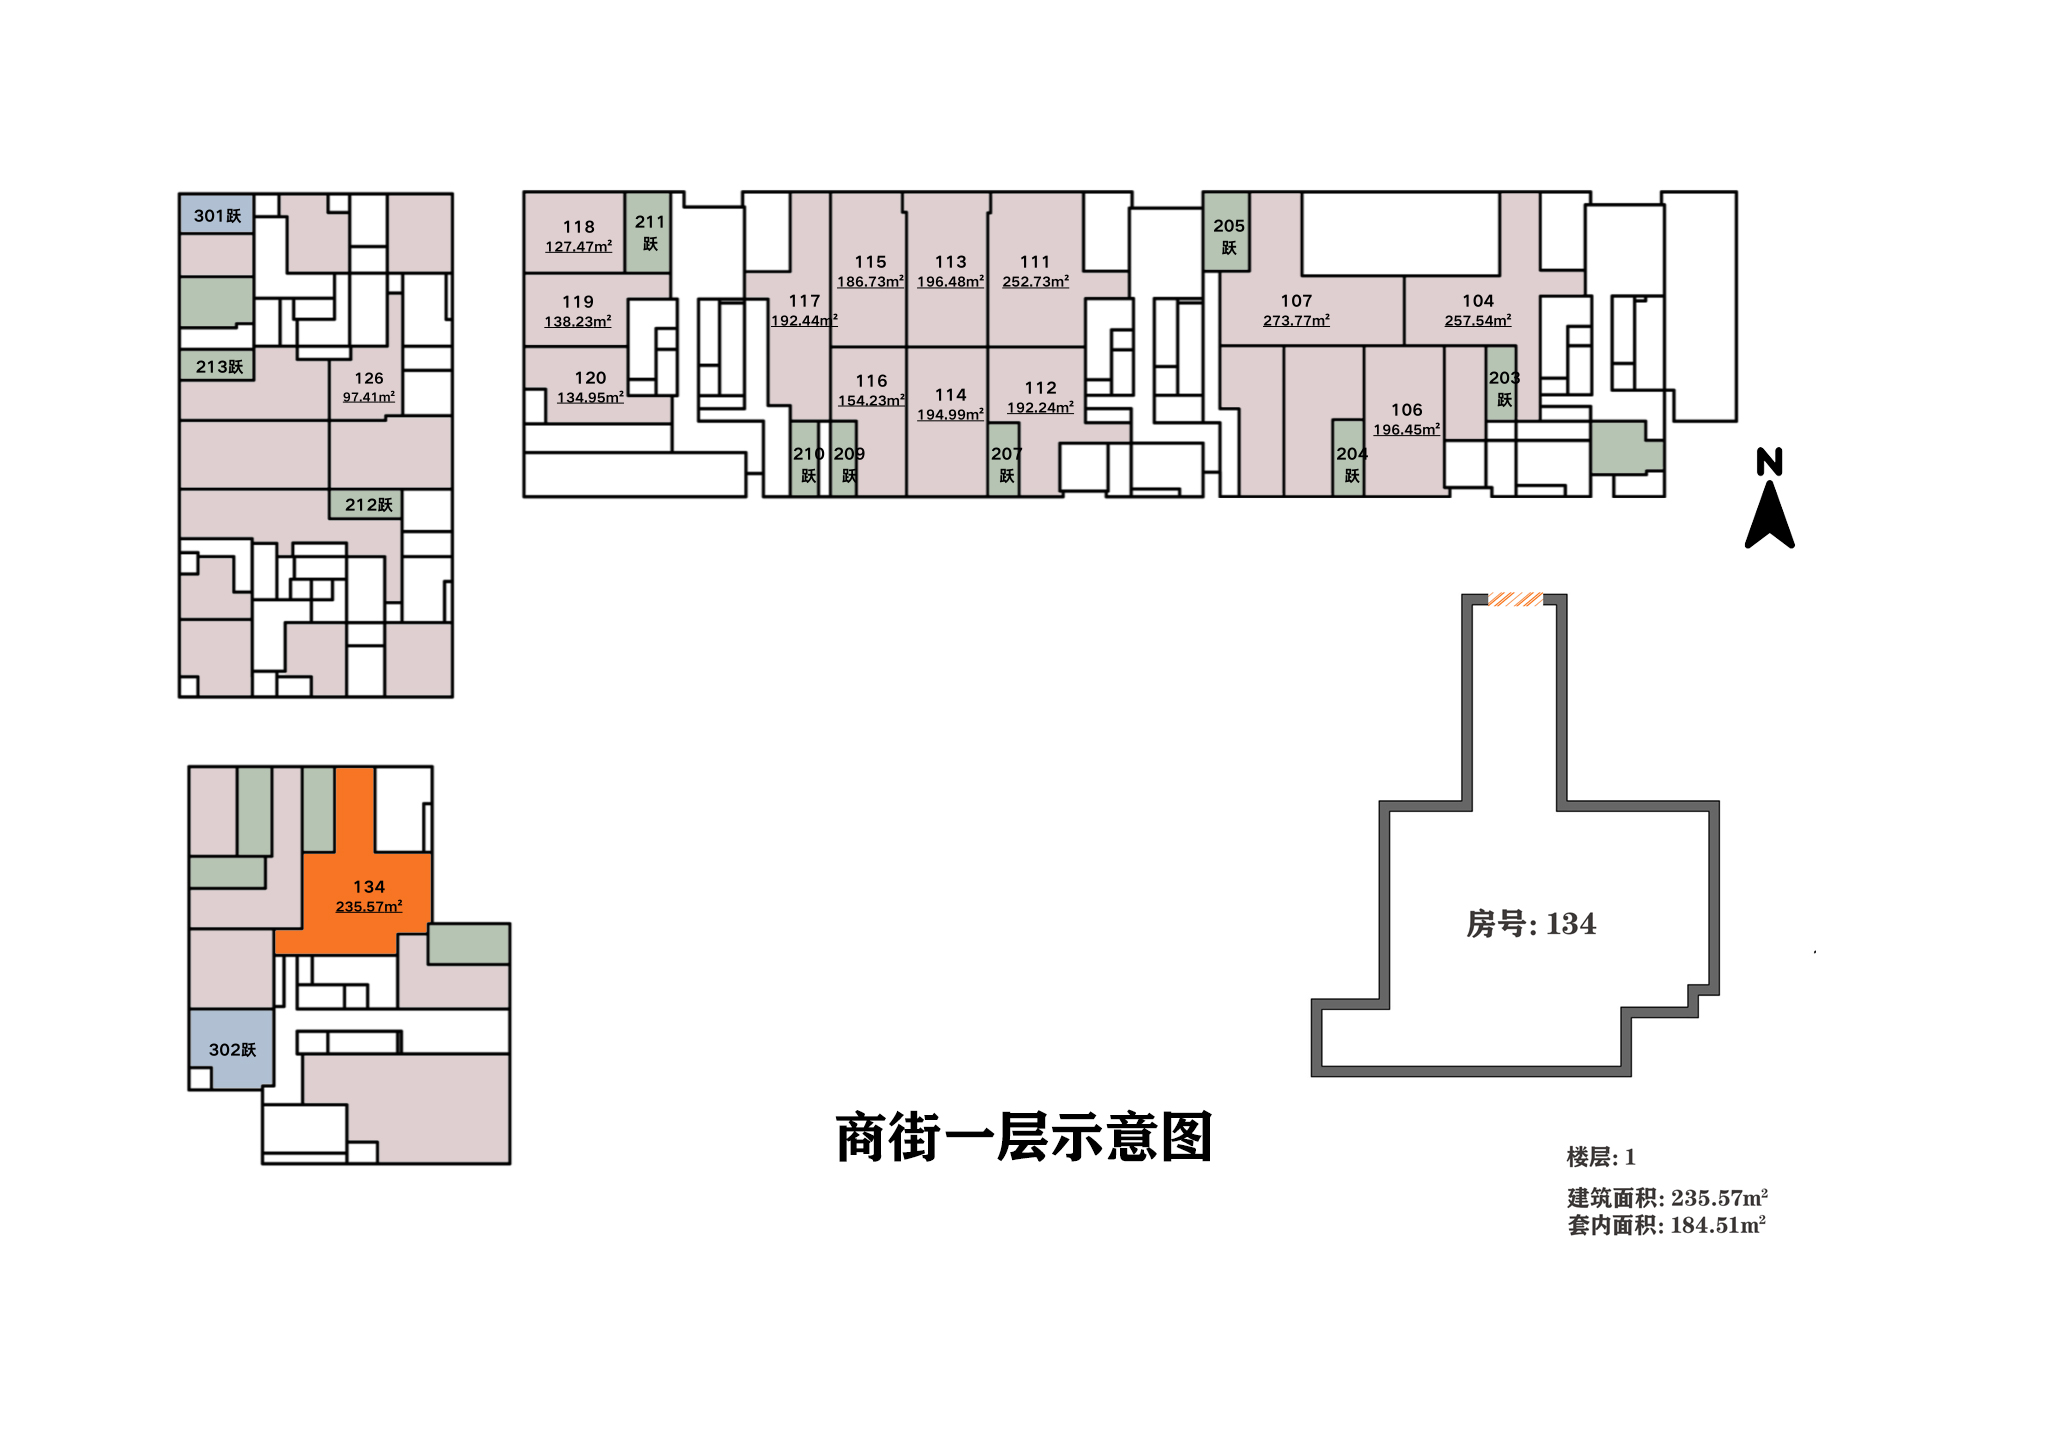 301跃
213跃
126
97.41m²
212跃
118
127.47m²
211
跃
119
138.23m²
120
134.95m²
117
192.44m²
115
186.73m²
113
196.48m²
111
252.73m²
116
154.23m²
114
194.99m²
112
192.24m²
210
跃
209
跃
207
跃
205
跃
107
273.77m²
104
257.54m²
203
跃
106
196.45m²
204
跃
N
134
235.57m²
302跃
房号: 134
商街一层示意图
楼层: 1
建筑面积: 235.57m²
套内面积: 184.51m²